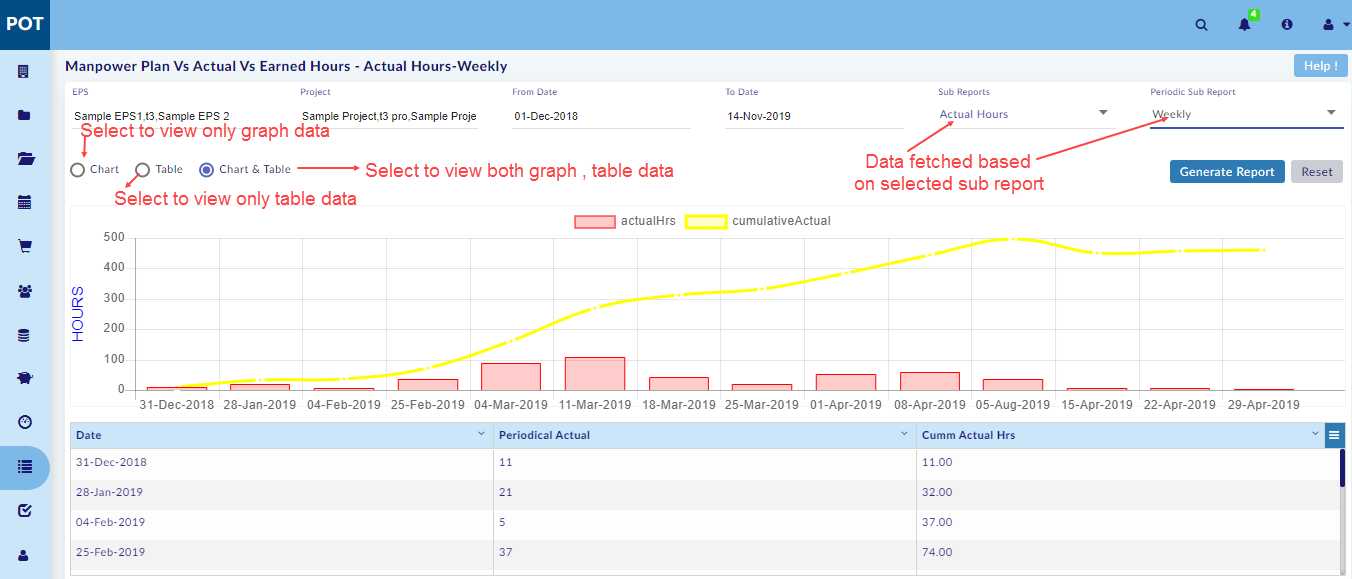 POT
4
Manpower Plan Vs Actual Vs Earned Hours - Actual Hours-Weekly
Help !
EPS
Project
From Date
To Date
Sub Reports
Periodic Sub Report
Sample EPS1,t3,Sample EPS 2
Sample Project,t3 pro,Sample Proje
01-Dec-2018
14-Nov-2019
Actual Hours
Weekly
Select to view only graph data
Chart
Table
Chart & Table
Select to view both graph , table data
Select to view only table data
Data fetched based
on selected sub report
Generate Report
Reset
actualHrs
cumulativeActual
HOURS
500
400
300
200
100
0
31-Dec-2018
28-Jan-2019
04-Feb-2019
25-Feb-2019
04-Mar-2019
11-Mar-2019
18-Mar-2019
25-Mar-2019
01-Apr-2019
08-Apr-2019
05-Aug-2019
15-Apr-2019
22-Apr-2019
29-Apr-2019
Date
Periodical Actual
Cumm Actual Hrs
31-Dec-2018
11
11.00
28-Jan-2019
21
32.00
04-Feb-2019
5
37.00
25-Feb-2019
37
74.00